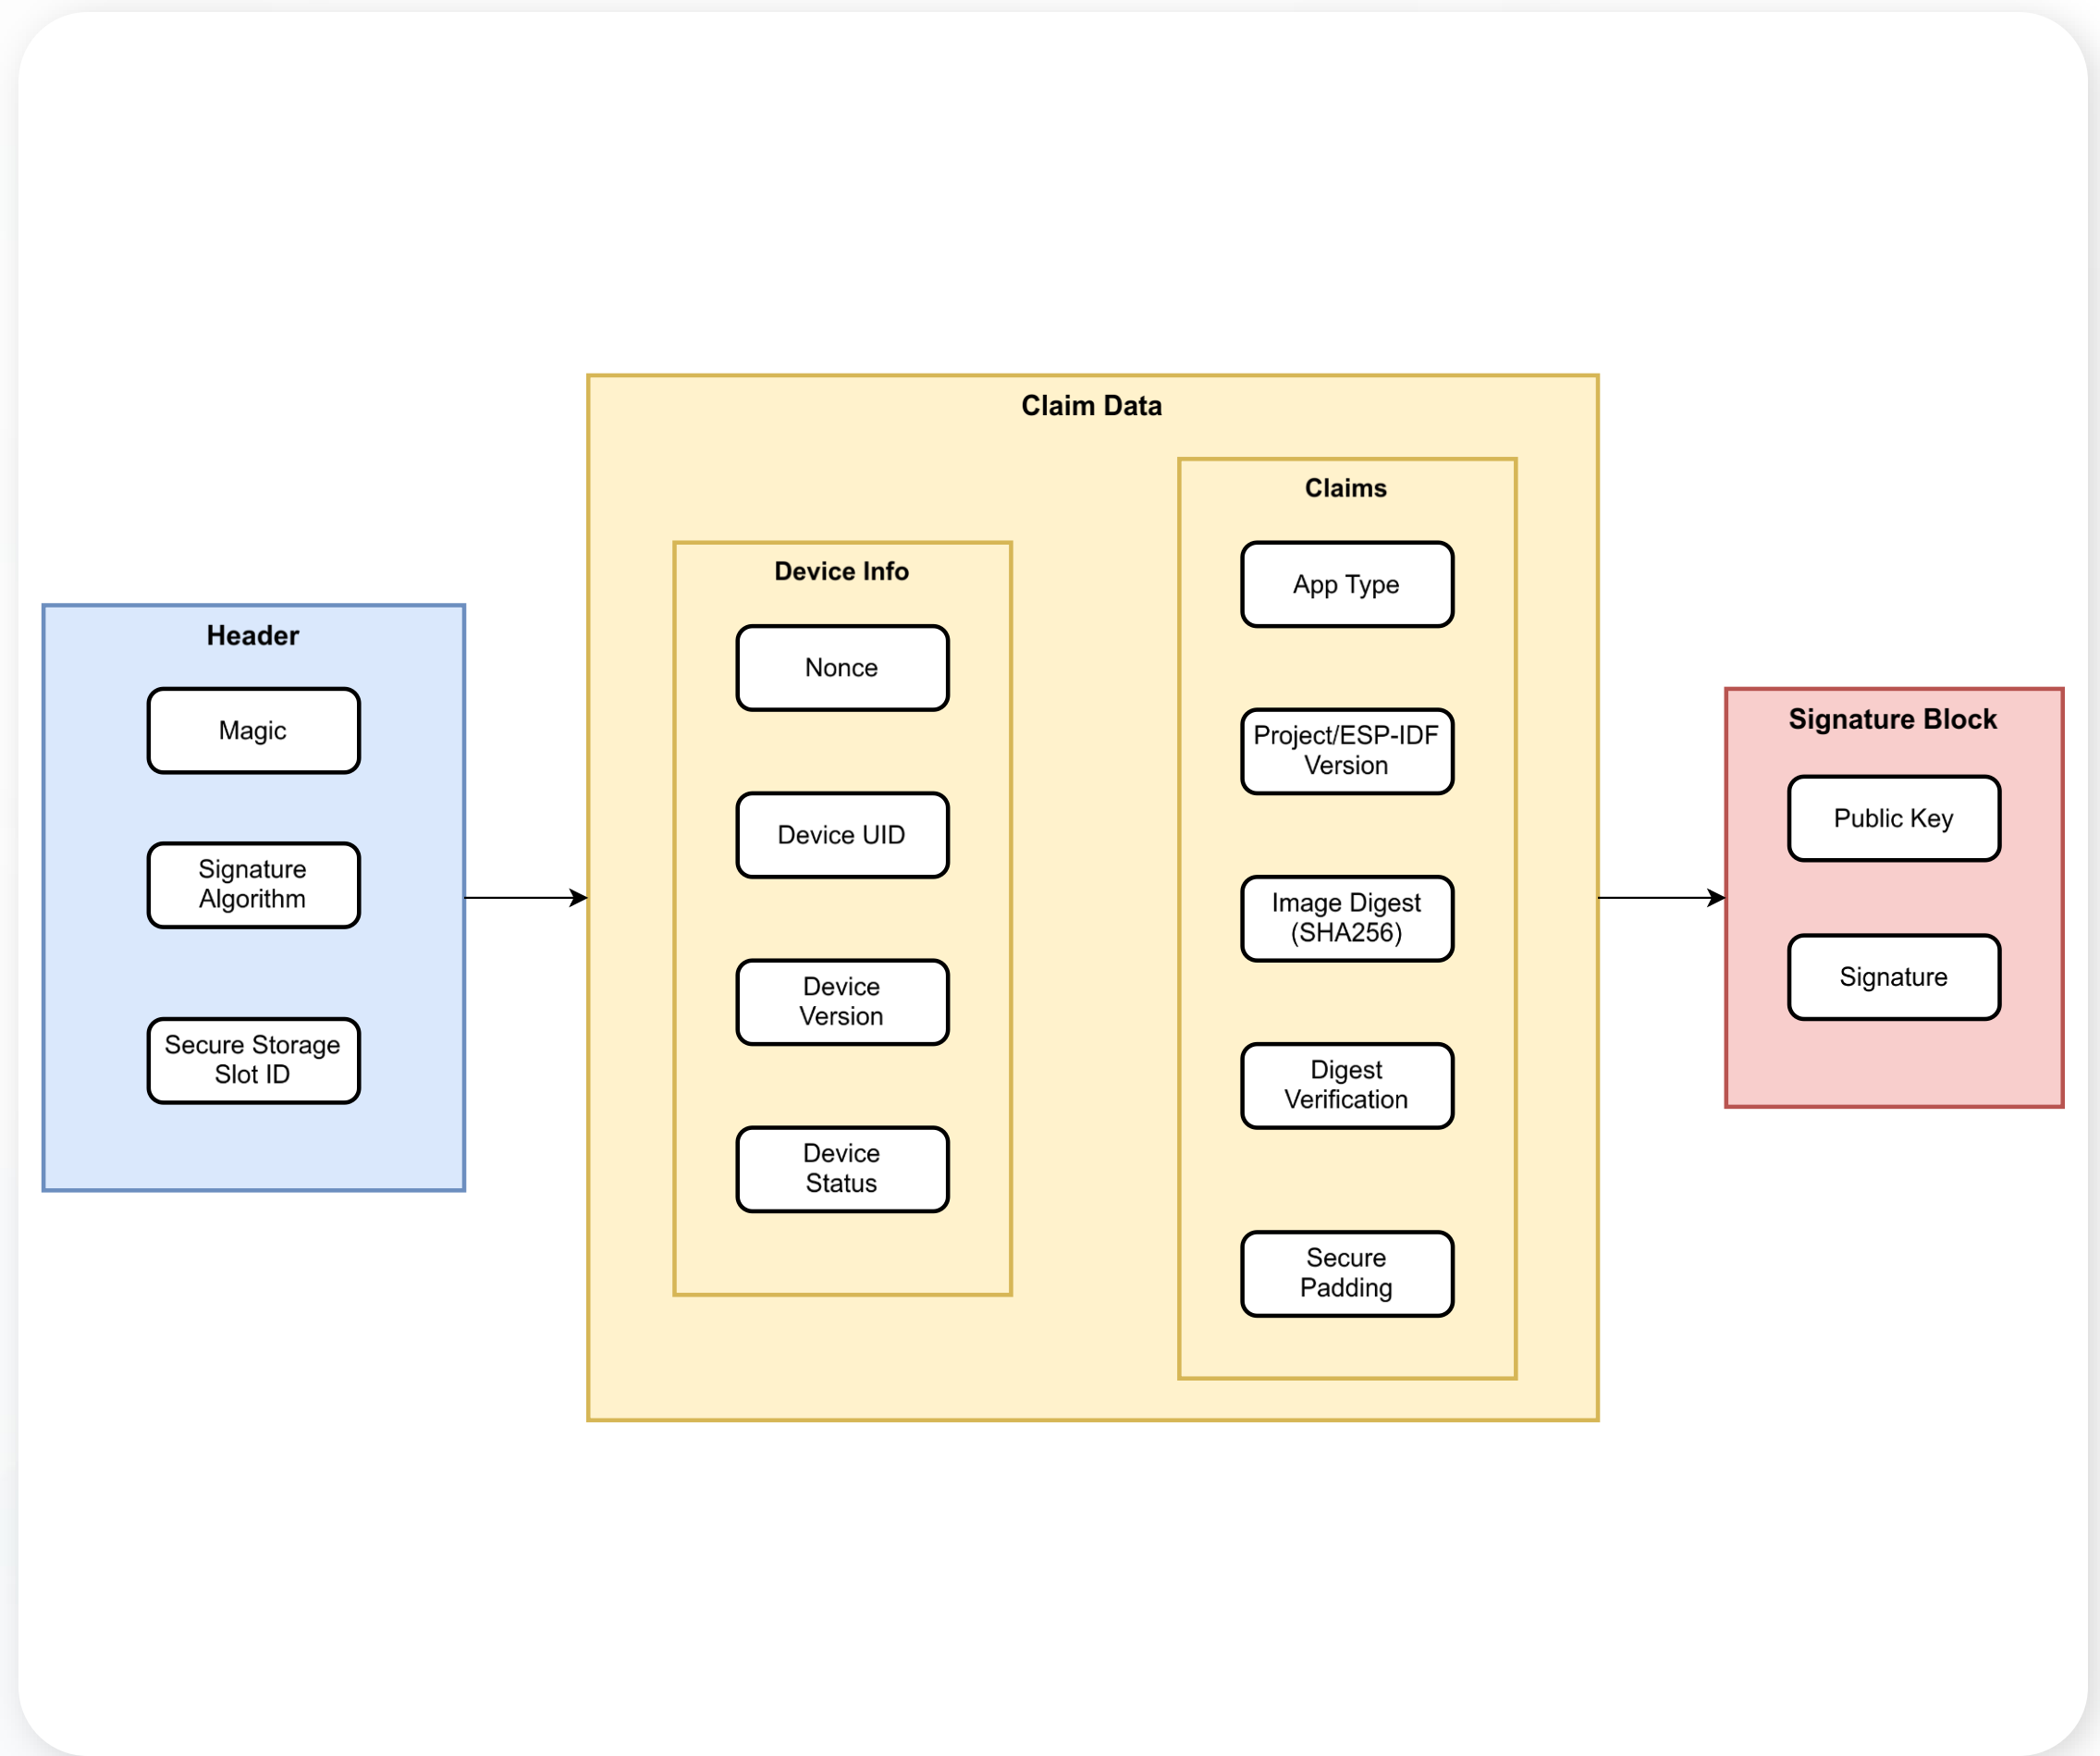 Header
Magic
Signature
Algorithm
Secure Storage
Slot ID
Claim Data
Device Info
Nonce
Device UID
Device
Version
Device
Status
Claims
App Type
Project/ESP-IDF
Version
Image Digest
(SHA256)
Digest
Verification
Secure
Padding
Signature Block
Public Key
Signature